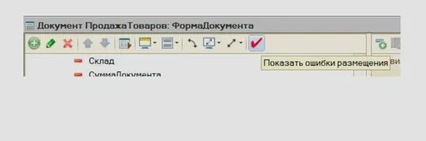 Документ ПродажаТоваров: ФормаДокумента
Склад
Показать ошибки размещения
СуммаДокумента